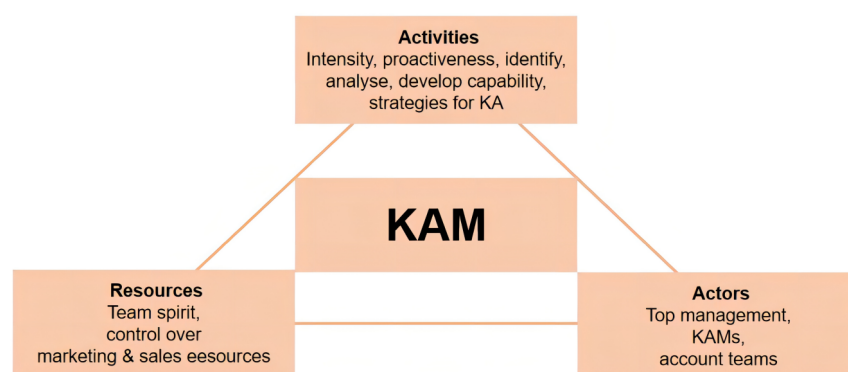 Activities
Intensity, proactiveness, identify,
analyse, develop capability,
strategies for KA
KAM
Resources
Team spirit,
control over
marketing & sales eesources
Actors
Top management,
KAMs,
account teams